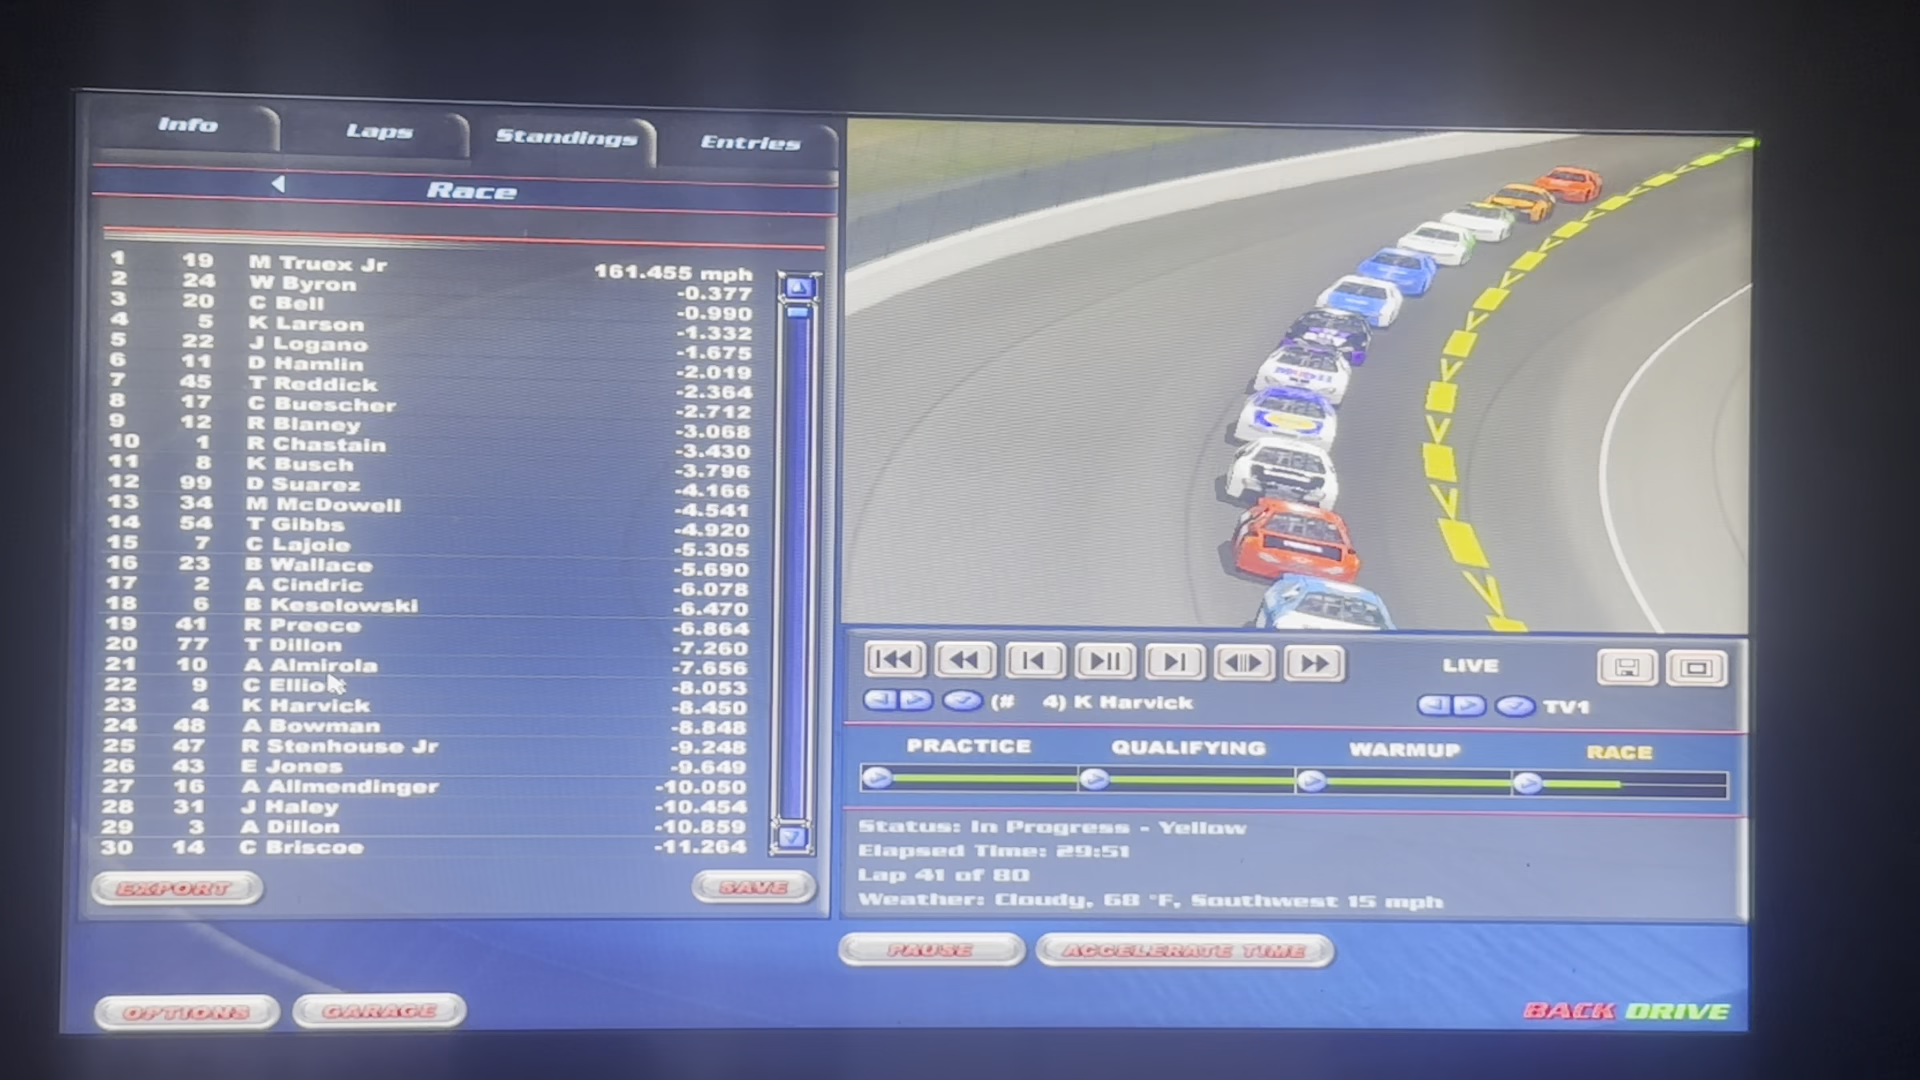 Info Laps Standings Entries
Race
1 19 M Truex Jr 161.455 mph
2 24 W Byron -0.377
3 20 C Bell -0.990
4 5 K Larson -1.332
5 22 J Logano -1.675
6 11 D Hamlin -2.019
7 45 T Reddick -2.364
8 17 C Buescher -2.712
9 12 R Blaney -3.068
10 1 R Chastain -3.430
11 8 K Busch -3.796
12 99 D Suarez -4.166
13 34 M McDowell -4.541
14 54 T Gibbs -4.920
15 7 C Lajoie -5.305
16 23 B Wallace -5.690
17 2 A Cindric -6.078
18 6 B Keselowski -6.470
19 41 R Preece -6.864
20 77 T Dillon -7.260
21 10 A Almirola -7.656
22 9 C Elliott -8.053
23 4 K Harvick -8.450
24 48 A Bowman -8.848
25 47 R Stenhouse Jr -9.248
26 43 E Jones -9.649
27 16 A Allmendinger -10.050
28 31 J Haley -10.454
29 3 A Dillon -10.859
30 14 C Briscoe -11.264
EXPORT SAVE
OPTIONS GARAGE
Mobil
LIVE
(# 4) K Harvick TV1
PRACTICE QUALIFYING WARMUP RACE
Status: In Progress - Yellow
Elapsed Time: 29:51
Lap 41 of 80
Weather: Cloudy, 68 °F, Southwest 15 mph
PAUSE ACCELERATE TIME
BACK DRIVE